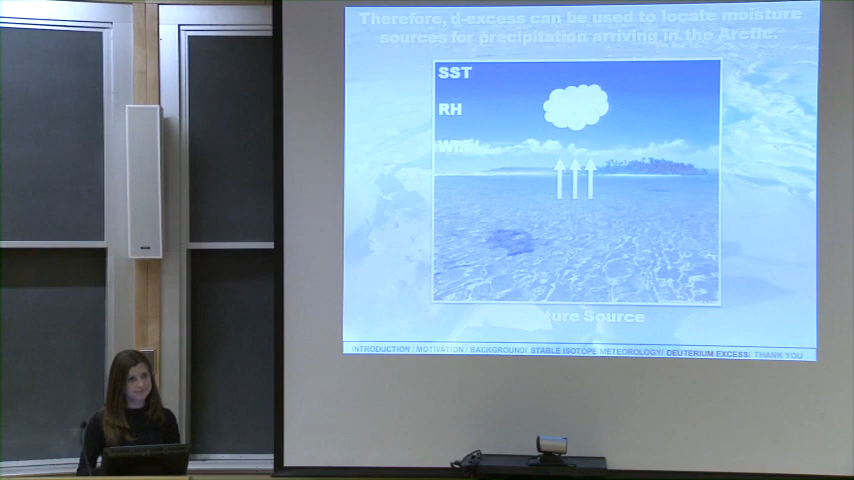 Therefore, d-excess can be used to locate moisture
sources for precipitation arriving in the Arctic.
SST
RH
Wind
ture Source
INTRODUCTION / MOTIVATION / BACKGROUND/ STABLE ISOTOPE METEOROLOGY/ DEUTERIUM EXCESS/ THANK YOU